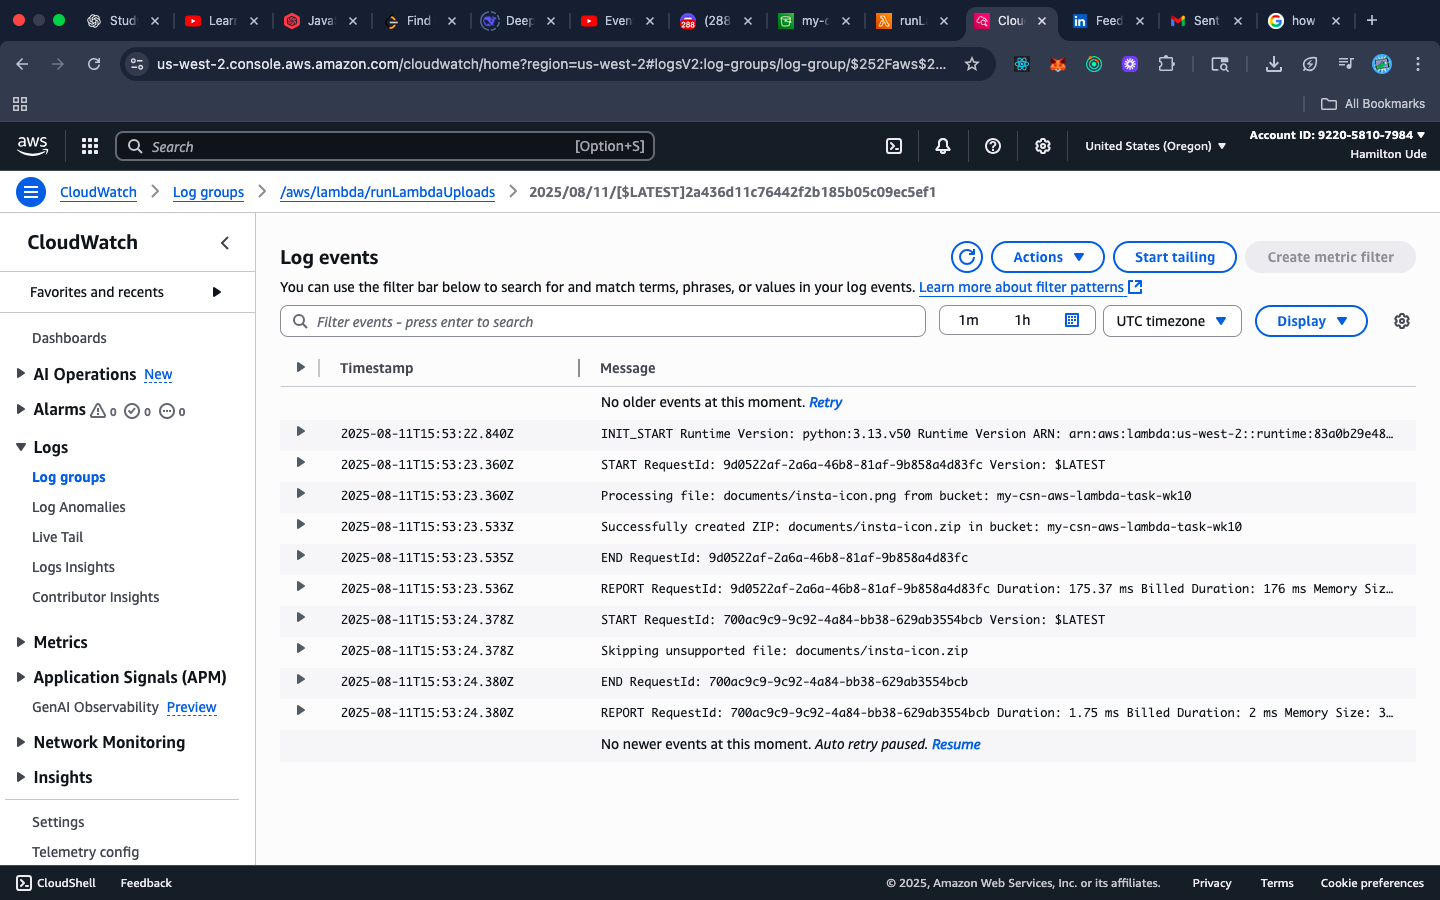 Stud
Learn
Java
Find
Deep
Even
288
(288
my-c
runL
Clou
in Feed
Sent
how
us-west-2.console.aws.amazon.com/cloudwatch/home?region=us-west-2#logsV2:log-groups/log-group/$252Faws$2...
All Bookmarks
aws
Search
[Option+S]
United States (Oregon)
Account ID: 9220-5810-7984
Hamilton Ude
CloudWatch
Log groups
/aws/lambda/runLambdaUploads
2025/08/11/[$LATEST]2a436d11c76442f2b185b05c09ec5ef1
CloudWatch
Favorites and recents
Dashboards
AI Operations New
Alarms 0 0 0
Logs
Log groups
Log Anomalies
Live Tail
Logs Insights
Contributor Insights
Metrics
Application Signals (APM)
GenAI Observability Preview
Network Monitoring
Insights
Settings
Telemetry config
Log events
Actions
Start tailing
Create metric filter
You can use the filter bar below to search for and match terms, phrases, or values in your log events. Learn more about filter patterns
Filter events - press enter to search
1m 1h
UTC timezone
Display
Timestamp Message
No older events at this moment. Retry
2025-08-11T15:53:22.840Z INIT_START Runtime Version: python:3.13.v50 Runtime Version ARN: arn:aws:lambda:us-west-2::runtime:83a0b29e48…
2025-08-11T15:53:23.360Z START RequestId: 9d0522af-2a6a-46b8-81af-9b858a4d83fc Version: $LATEST
2025-08-11T15:53:23.360Z Processing file: documents/insta-icon.png from bucket: my-csn-aws-lambda-task-wk10
2025-08-11T15:53:23.533Z Successfully created ZIP: documents/insta-icon.zip in bucket: my-csn-aws-lambda-task-wk10
2025-08-11T15:53:23.535Z END RequestId: 9d0522af-2a6a-46b8-81af-9b858a4d83fc
2025-08-11T15:53:23.536Z REPORT RequestId: 9d0522af-2a6a-46b8-81af-9b858a4d83fc Duration: 175.37 ms Billed Duration: 176 ms Memory Siz…
2025-08-11T15:53:24.378Z START RequestId: 700ac9c9-9c92-4a84-bb38-629ab3554bcb Version: $LATEST
2025-08-11T15:53:24.378Z Skipping unsupported file: documents/insta-icon.zip
2025-08-11T15:53:24.380Z END RequestId: 700ac9c9-9c92-4a84-bb38-629ab3554bcb
2025-08-11T15:53:24.380Z REPORT RequestId: 700ac9c9-9c92-4a84-bb38-629ab3554bcb Duration: 1.75 ms Billed Duration: 2 ms Memory Size: 3…
No newer events at this moment. Auto retry paused. Resume
CloudShell
Feedback
© 2025, Amazon Web Services, Inc. or its affiliates.
Privacy
Terms
Cookie preferences